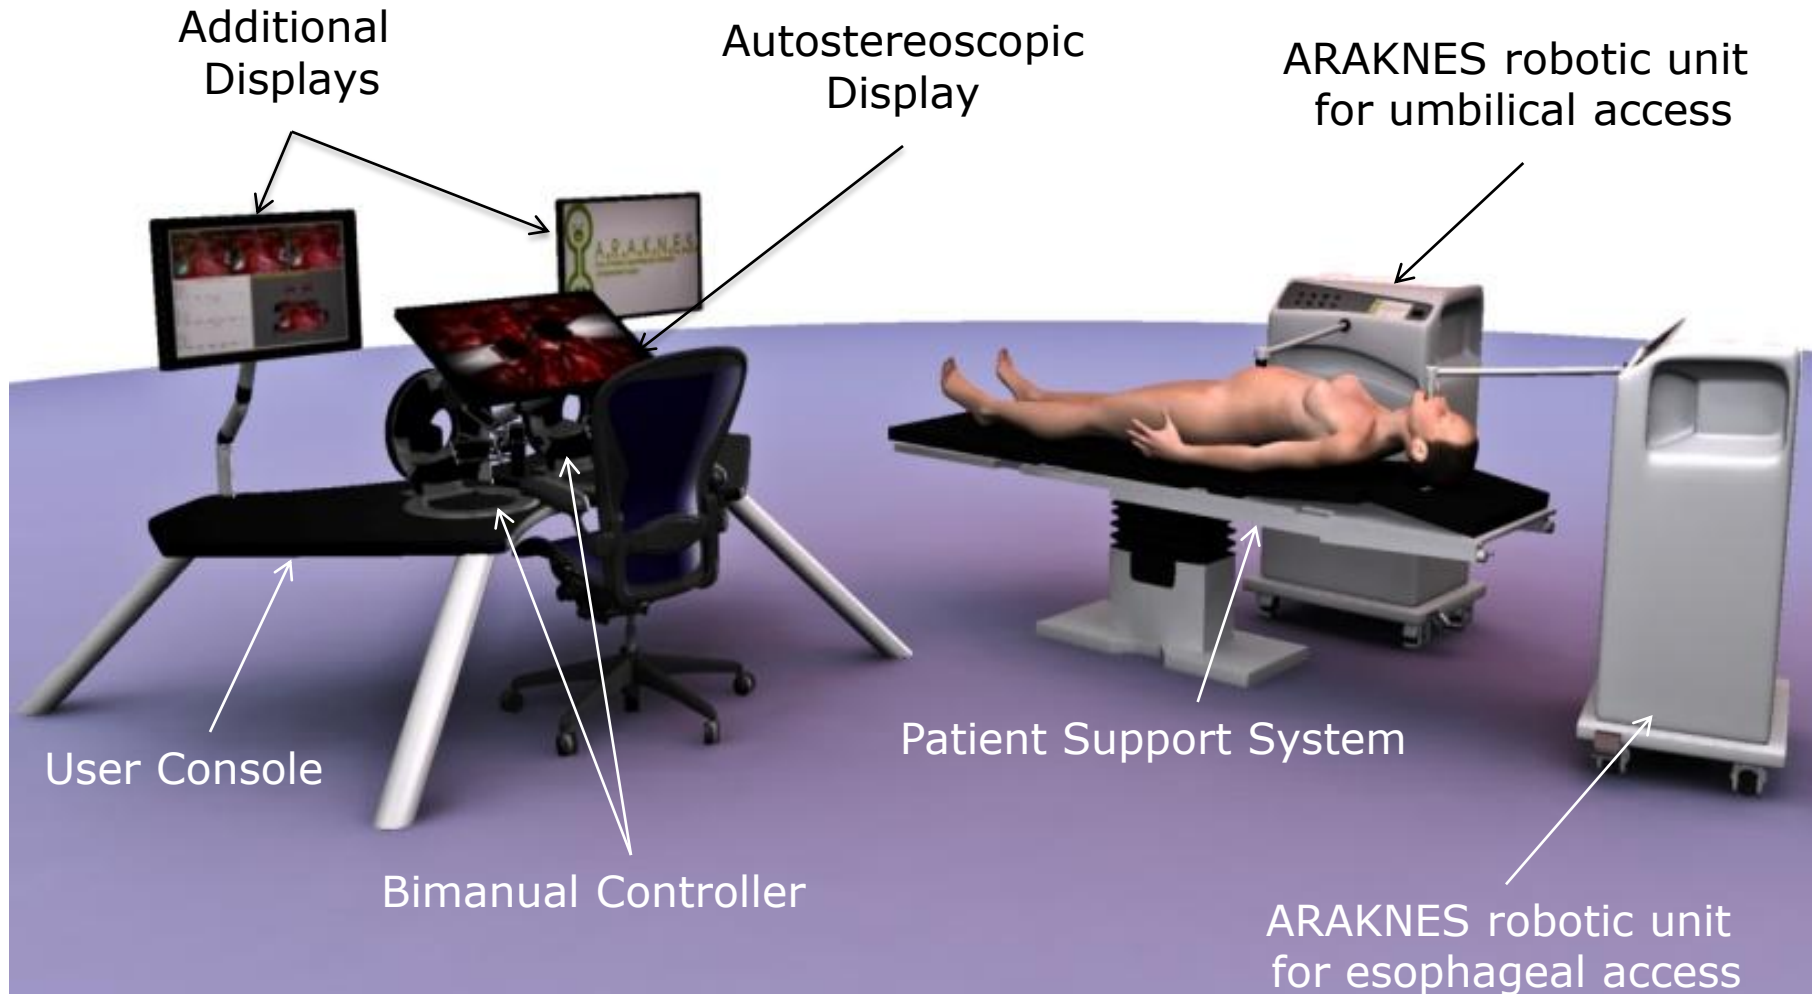 Additional
Displays
Autostereoscopic
Display
ARAKNES robotic unit
for umbilical access
A.R.A.K.N.E.S.
User Console
Patient Support System
Bimanual Controller
ARAKNES robotic unit
for esophageal access